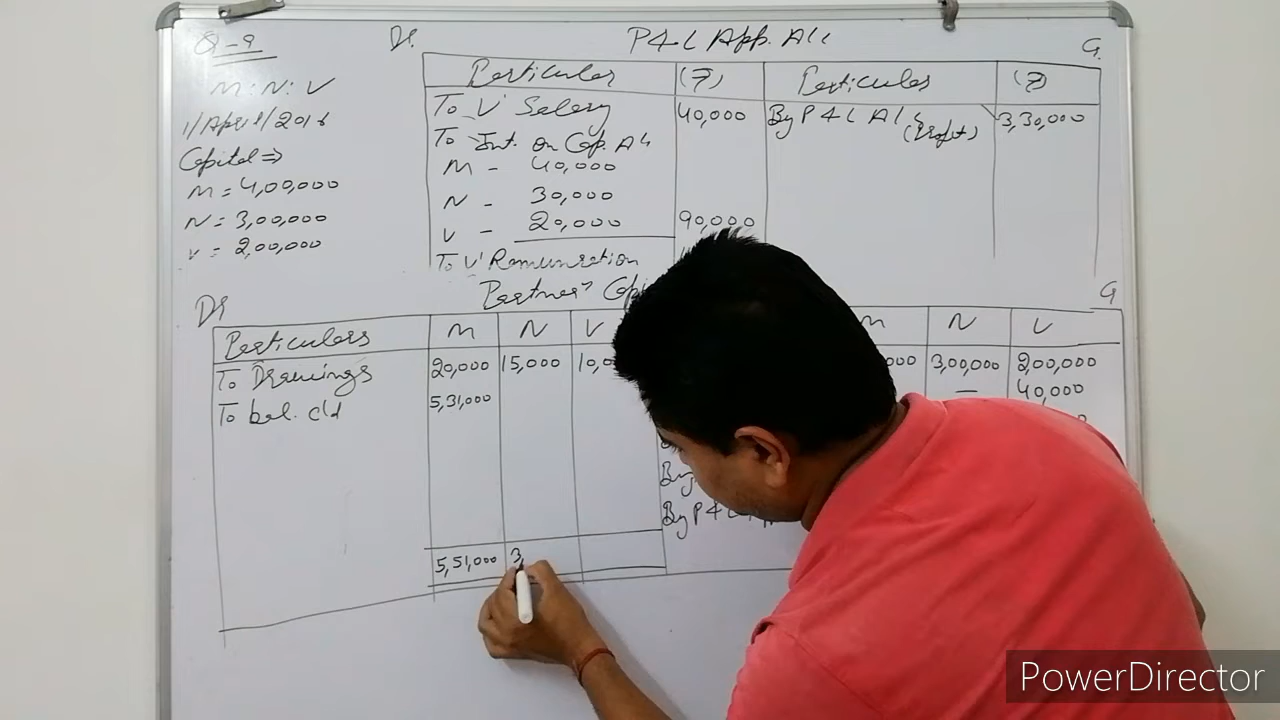 Q-9
M:N:V
1/April/2016
Capital ⇒
M = 4,00,000
N = 3,00,000
V = 2,00,000
Dr. P&L App. A/c Cr.
Particulars (₹) Particulars (₹)
To V' Salary 40,000 By P & L A/c (Profit) 3,30,000
To Int. on Cap. A/c
M - 40,000
N - 30,000
V - 20,000 90,000
To V' Remunration
Dr Partner's Cr
Particulars M N V M N V
To Drawings 20,000 15,000 3,00,000 2,00,000
To bal. c/d 5,31,000 — 40,000
By
By P & L
5,51,000 3,
PowerDirector